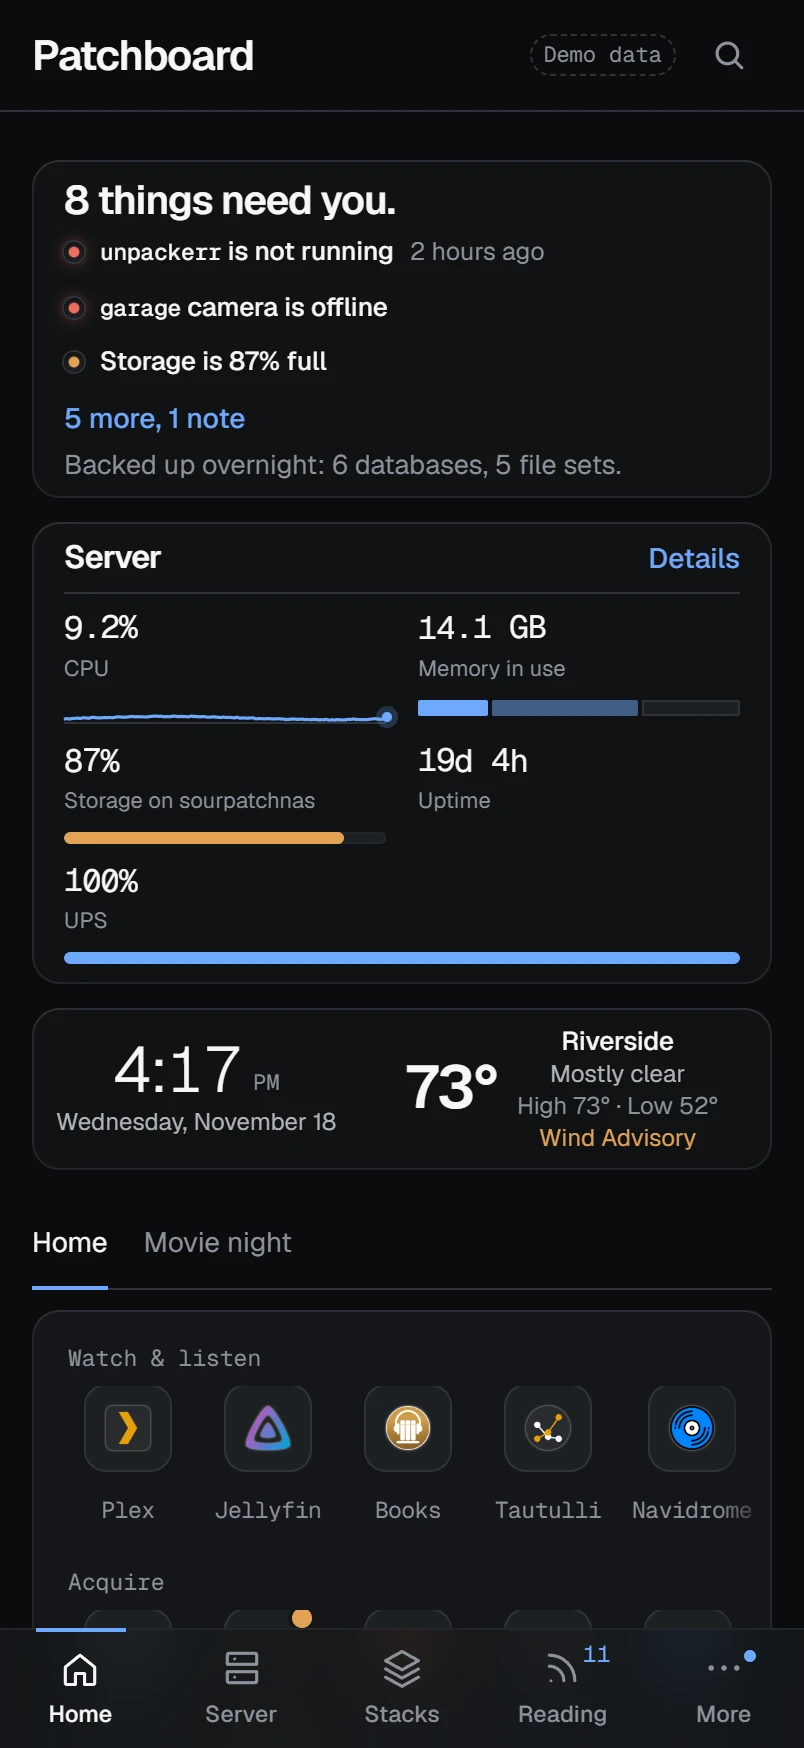 Patchboard
Demo data
8 things need you.
unpackerr is not running 2 hours ago
garage camera is offline
Storage is 87% full
5 more, 1 note
Backed up overnight: 6 databases, 5 file sets.
Server
Details
9.2%
CPU
14.1 GB
Memory in use
87%
Storage on sourpatchnas
19d 4h
Uptime
100%
UPS
4:17 PM
Wednesday, November 18
73°
Riverside
Mostly clear
High 73° · Low 52°
Wind Advisory
Home
Movie night
Watch & listen
Plex
Jellyfin
Books
Tautulli
Navidrome
Acquire
11
Home
Server
Stacks
Reading
More